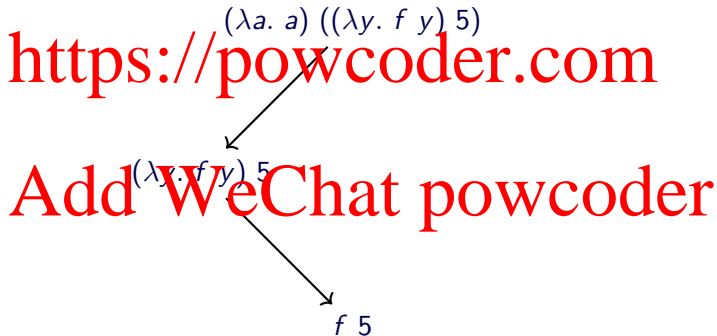 (λa. a) ((λy. f y) 5)
https://powcoder.com
(λy. f y) 5
Add WeChat powcoder
f 5